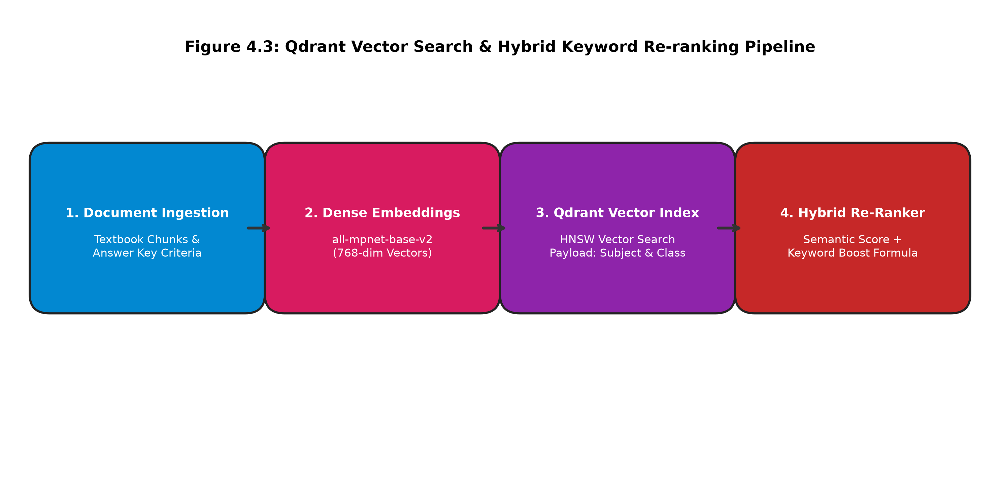 Figure 4.3: Qdrant Vector Search & Hybrid Keyword Re-ranking Pipeline
1. Document Ingestion
Textbook Chunks &
Answer Key Criteria
2. Dense Embeddings
all-mpnet-base-v2
(768-dim Vectors)
3. Qdrant Vector Index
HNSW Vector Search
Payload: Subject & Class
4. Hybrid Re-Ranker
Semantic Score +
Keyword Boost Formula